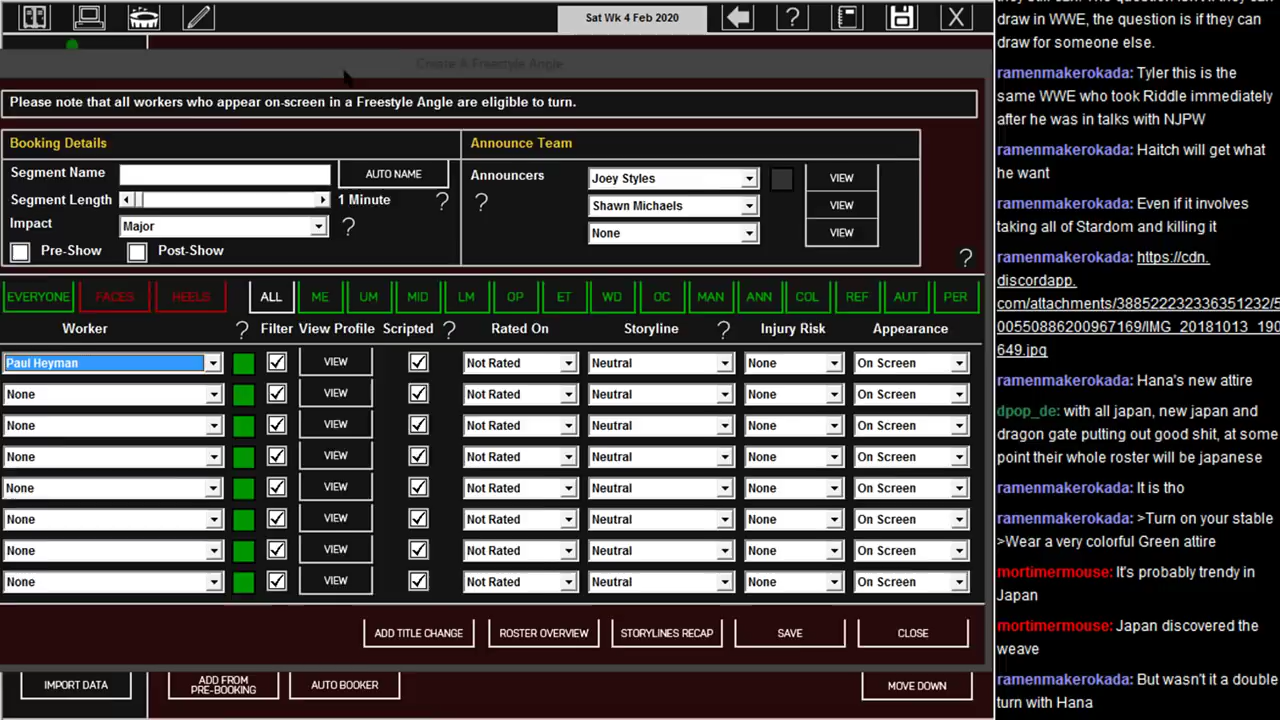 Sat Wk 4 Feb 2020
Create A Freestyle Angle
Please note that all workers who appear on-screen in a Freestyle Angle are eligible to turn.
Booking Details
Segment Name
AUTO NAME
Segment Length
1 Minute
?
Impact
Major
?
Pre-Show
Post-Show
Announce Team
Announcers
?
Joey Styles
VIEW
Shawn Michaels
VIEW
None
VIEW
?
EVERYONE FACES HEELS ALL ME UM MID LM OP ET WD OC MAN ANN COL REF AUT PER
Worker ? Filter View Profile Scripted ? Rated On Storyline ? Injury Risk Appearance
Paul Heyman VIEW Not Rated Neutral None On Screen
None VIEW Not Rated Neutral None On Screen
None VIEW Not Rated Neutral None On Screen
None VIEW Not Rated Neutral None On Screen
None VIEW Not Rated Neutral None On Screen
None VIEW Not Rated Neutral None On Screen
None VIEW Not Rated Neutral None On Screen
None VIEW Not Rated Neutral None On Screen
ADD TITLE CHANGE ROSTER OVERVIEW STORYLINES RECAP SAVE CLOSE
IMPORT DATA
ADD FROM
PRE-BOOKING
AUTO BOOKER
MOVE DOWN
draw in WWE, the question is if they can
draw for someone else.
ramenmakerokada: Tyler this is the
same WWE who took Riddle immediately
after he was in talks with NJPW
ramenmakerokada: Haitch will get what
he want
ramenmakerokada: Even if it involves
taking all of Stardom and killing it
ramenmakerokada: https://cdn.
discordapp.
com/attachments/388522232336351232/5
00550886200967169/IMG_20181013_190
649.jpg
ramenmakerokada: Hana's new attire
dpop_de: with all japan, new japan and
dragon gate putting out good shit, at some
point their whole roster will be japanese
ramenmakerokada: It is tho
ramenmakerokada: >Turn on your stable
>Wear a very colorful Green attire
mortimermouse: It's probably trendy in
Japan
mortimermouse: Japan discovered the
weave
ramenmakerokada: But wasn't it a double
turn with Hana